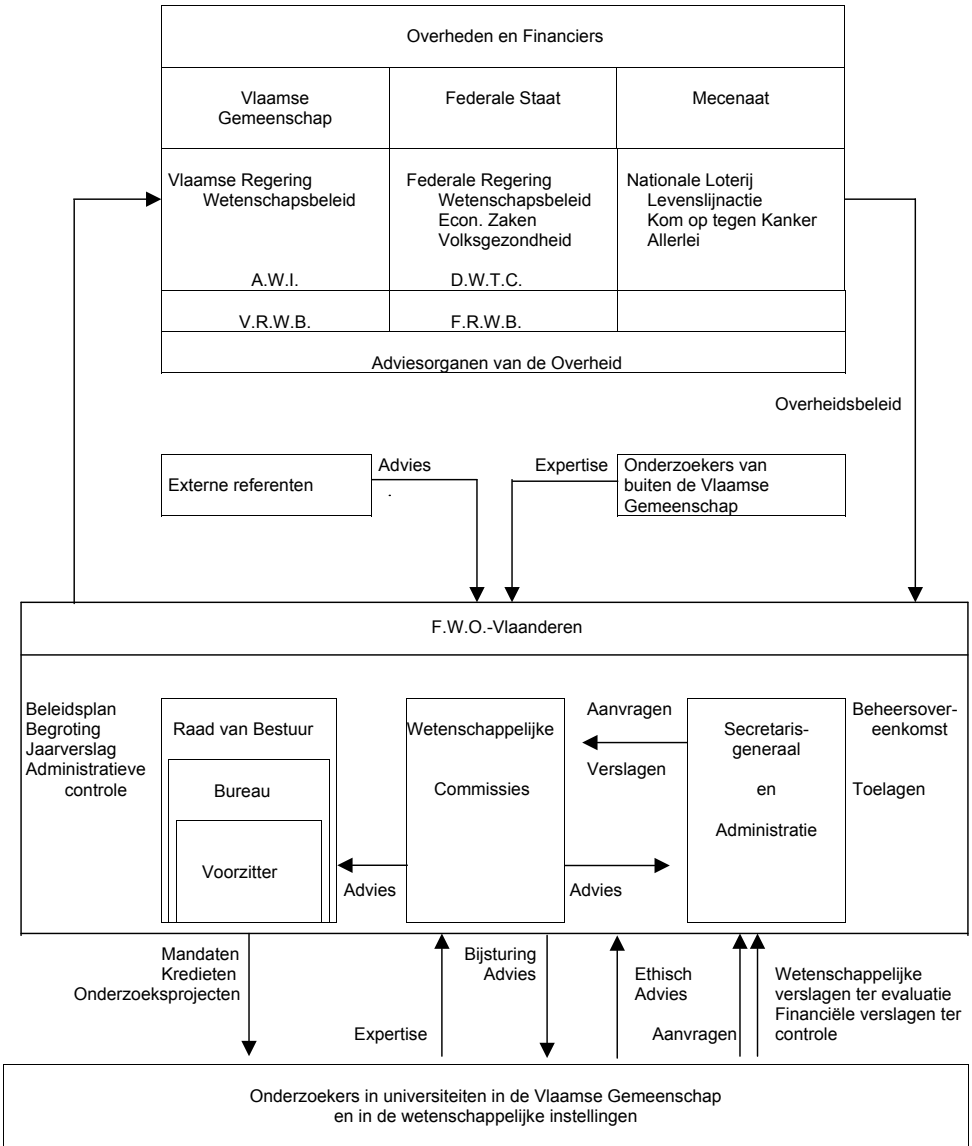 Overheden en Financiers
Vlaamse
Gemeenschap
Federale Staat
Mecenaat
Vlaamse Regering
Wetenschapsbeleid
A.W.I.
Federale Regering
Wetenschapsbeleid
Econ. Zaken
Volksgezondheid
D.W.T.C.
Nationale Loterij
Levenslijnactie
Kom op tegen Kanker
Allerlei
V.R.W.B.
F.R.W.B.
Adviesorganen van de Overheid
Overheidsbeleid
Externe referenten
Advies
Expertise
Onderzoekers van
buiten de Vlaamse
Gemeenschap
F.W.O.-Vlaanderen
Beleidsplan
Begroting
Jaarverslag
Administratieve
controle
Raad van Bestuur
Bureau
Voorzitter
Advies
Wetenschappelijke
Commissies
Advies
Aanvragen
Verslagen
Secretaris-
generaal
en
Administratie
Beheersover-
eenkomst
Toelagen
Mandaten
Kredieten
Onderzoeksprojecten
Expertise
Bijsturing
Advies
Ethisch
Advies
Aanvragen
Wetenschappelijke
verslagen ter evaluatie
Financiële verslagen ter
controle
Onderzoekers in universiteiten in de Vlaamse Gemeenschap
en in de wetenschappelijke instellingen